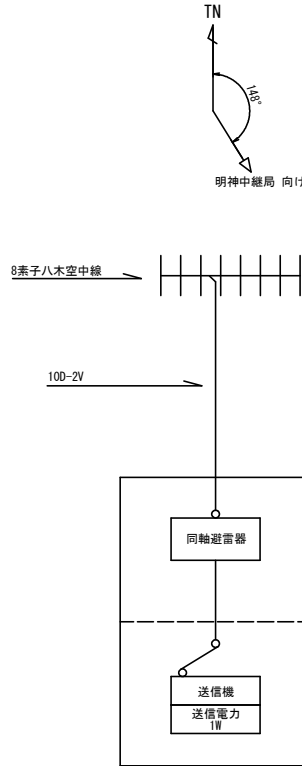 TN
148°
明神中継局 向け
8素子八木空中線
10D-2V
同軸避雷器
送信機
送信電力
1W